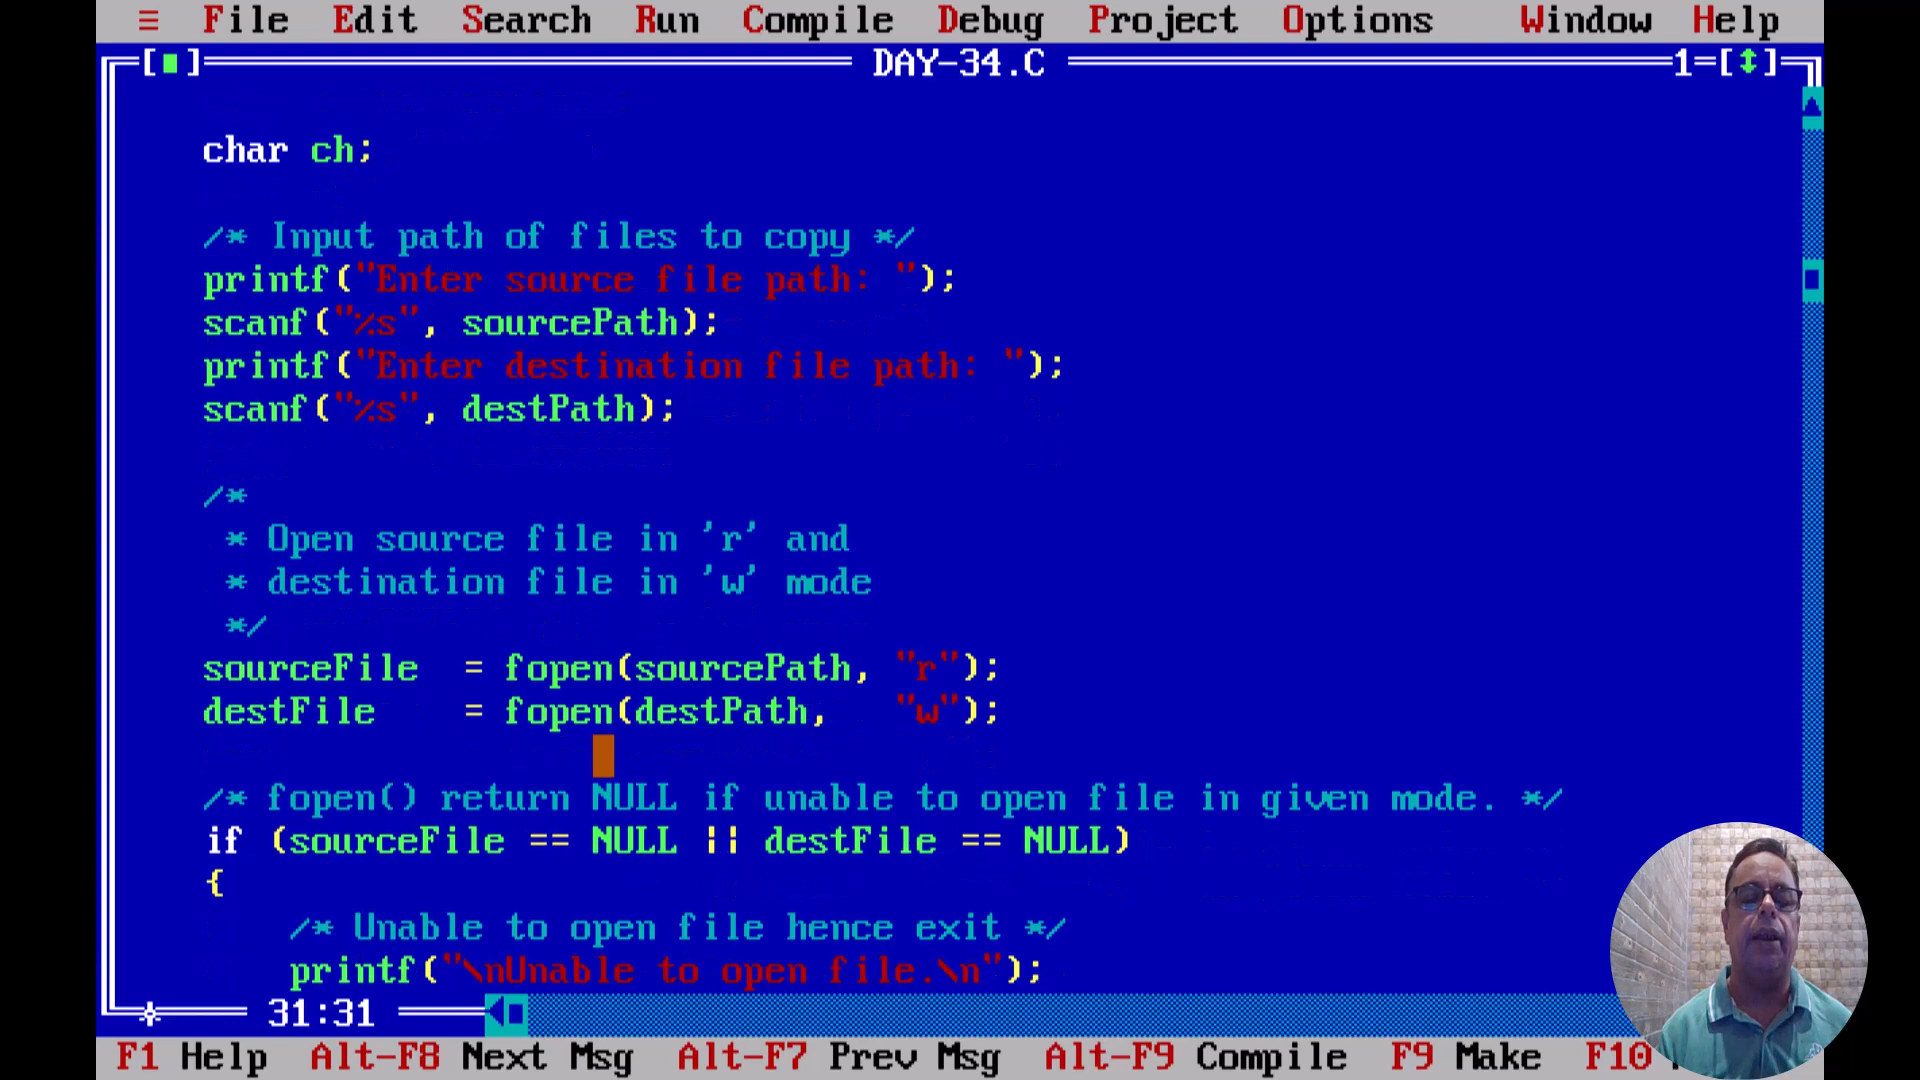 ≡ File Edit Search Run Compile Debug Project Options Window Help
[■] DAY-34.C 1=[↕]
char ch;
/* Input path of files to copy */
printf("Enter source file path: ");
scanf("%s", sourcePath);
printf("Enter destination file path: ");
scanf("%s", destPath);
/*
* Open source file in 'r' and
* destination file in 'w' mode
*/
sourceFile = fopen(sourcePath, "r");
destFile = fopen(destPath, "w");
/* fopen() return NULL if unable to open file in given mode. */
if (sourceFile == NULL || destFile == NULL)
{
/* Unable to open file hence exit */
printf("\nUnable to open file.\n");
31:31
F1 Help Alt-F8 Next Msg Alt-F7 Prev Msg Alt-F9 Compile F9 Make F10